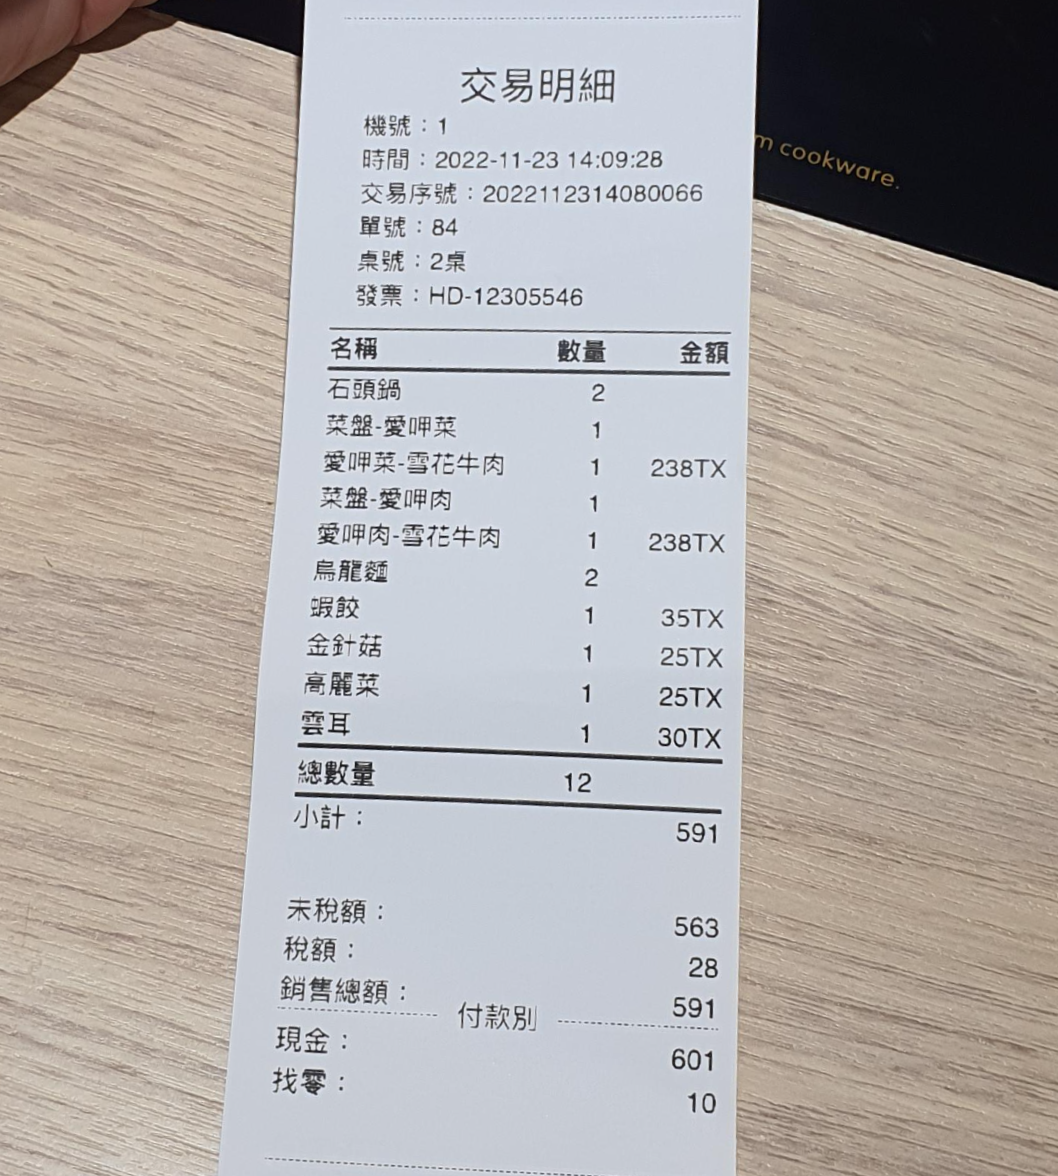 m cookware.
交易明細
機號：1
時間：2022-11-23 14:09:28
交易序號：2022112314080066
單號：84
桌號：2桌
發票：HD-12305546
名稱 數量 金額
石頭鍋 2
菜盤-愛呷菜 1
愛呷菜-雪花牛肉 1 238TX
菜盤-愛呷肉 1
愛呷肉-雪花牛肉 1 238TX
烏龍麵 2
蝦餃 1 35TX
金針菇 1 25TX
高麗菜 1 25TX
雲耳 1 30TX
總數量 12
小計： 591
未稅額： 563
稅額： 28
銷售總額： 591
付款別
現金： 601
找零： 10